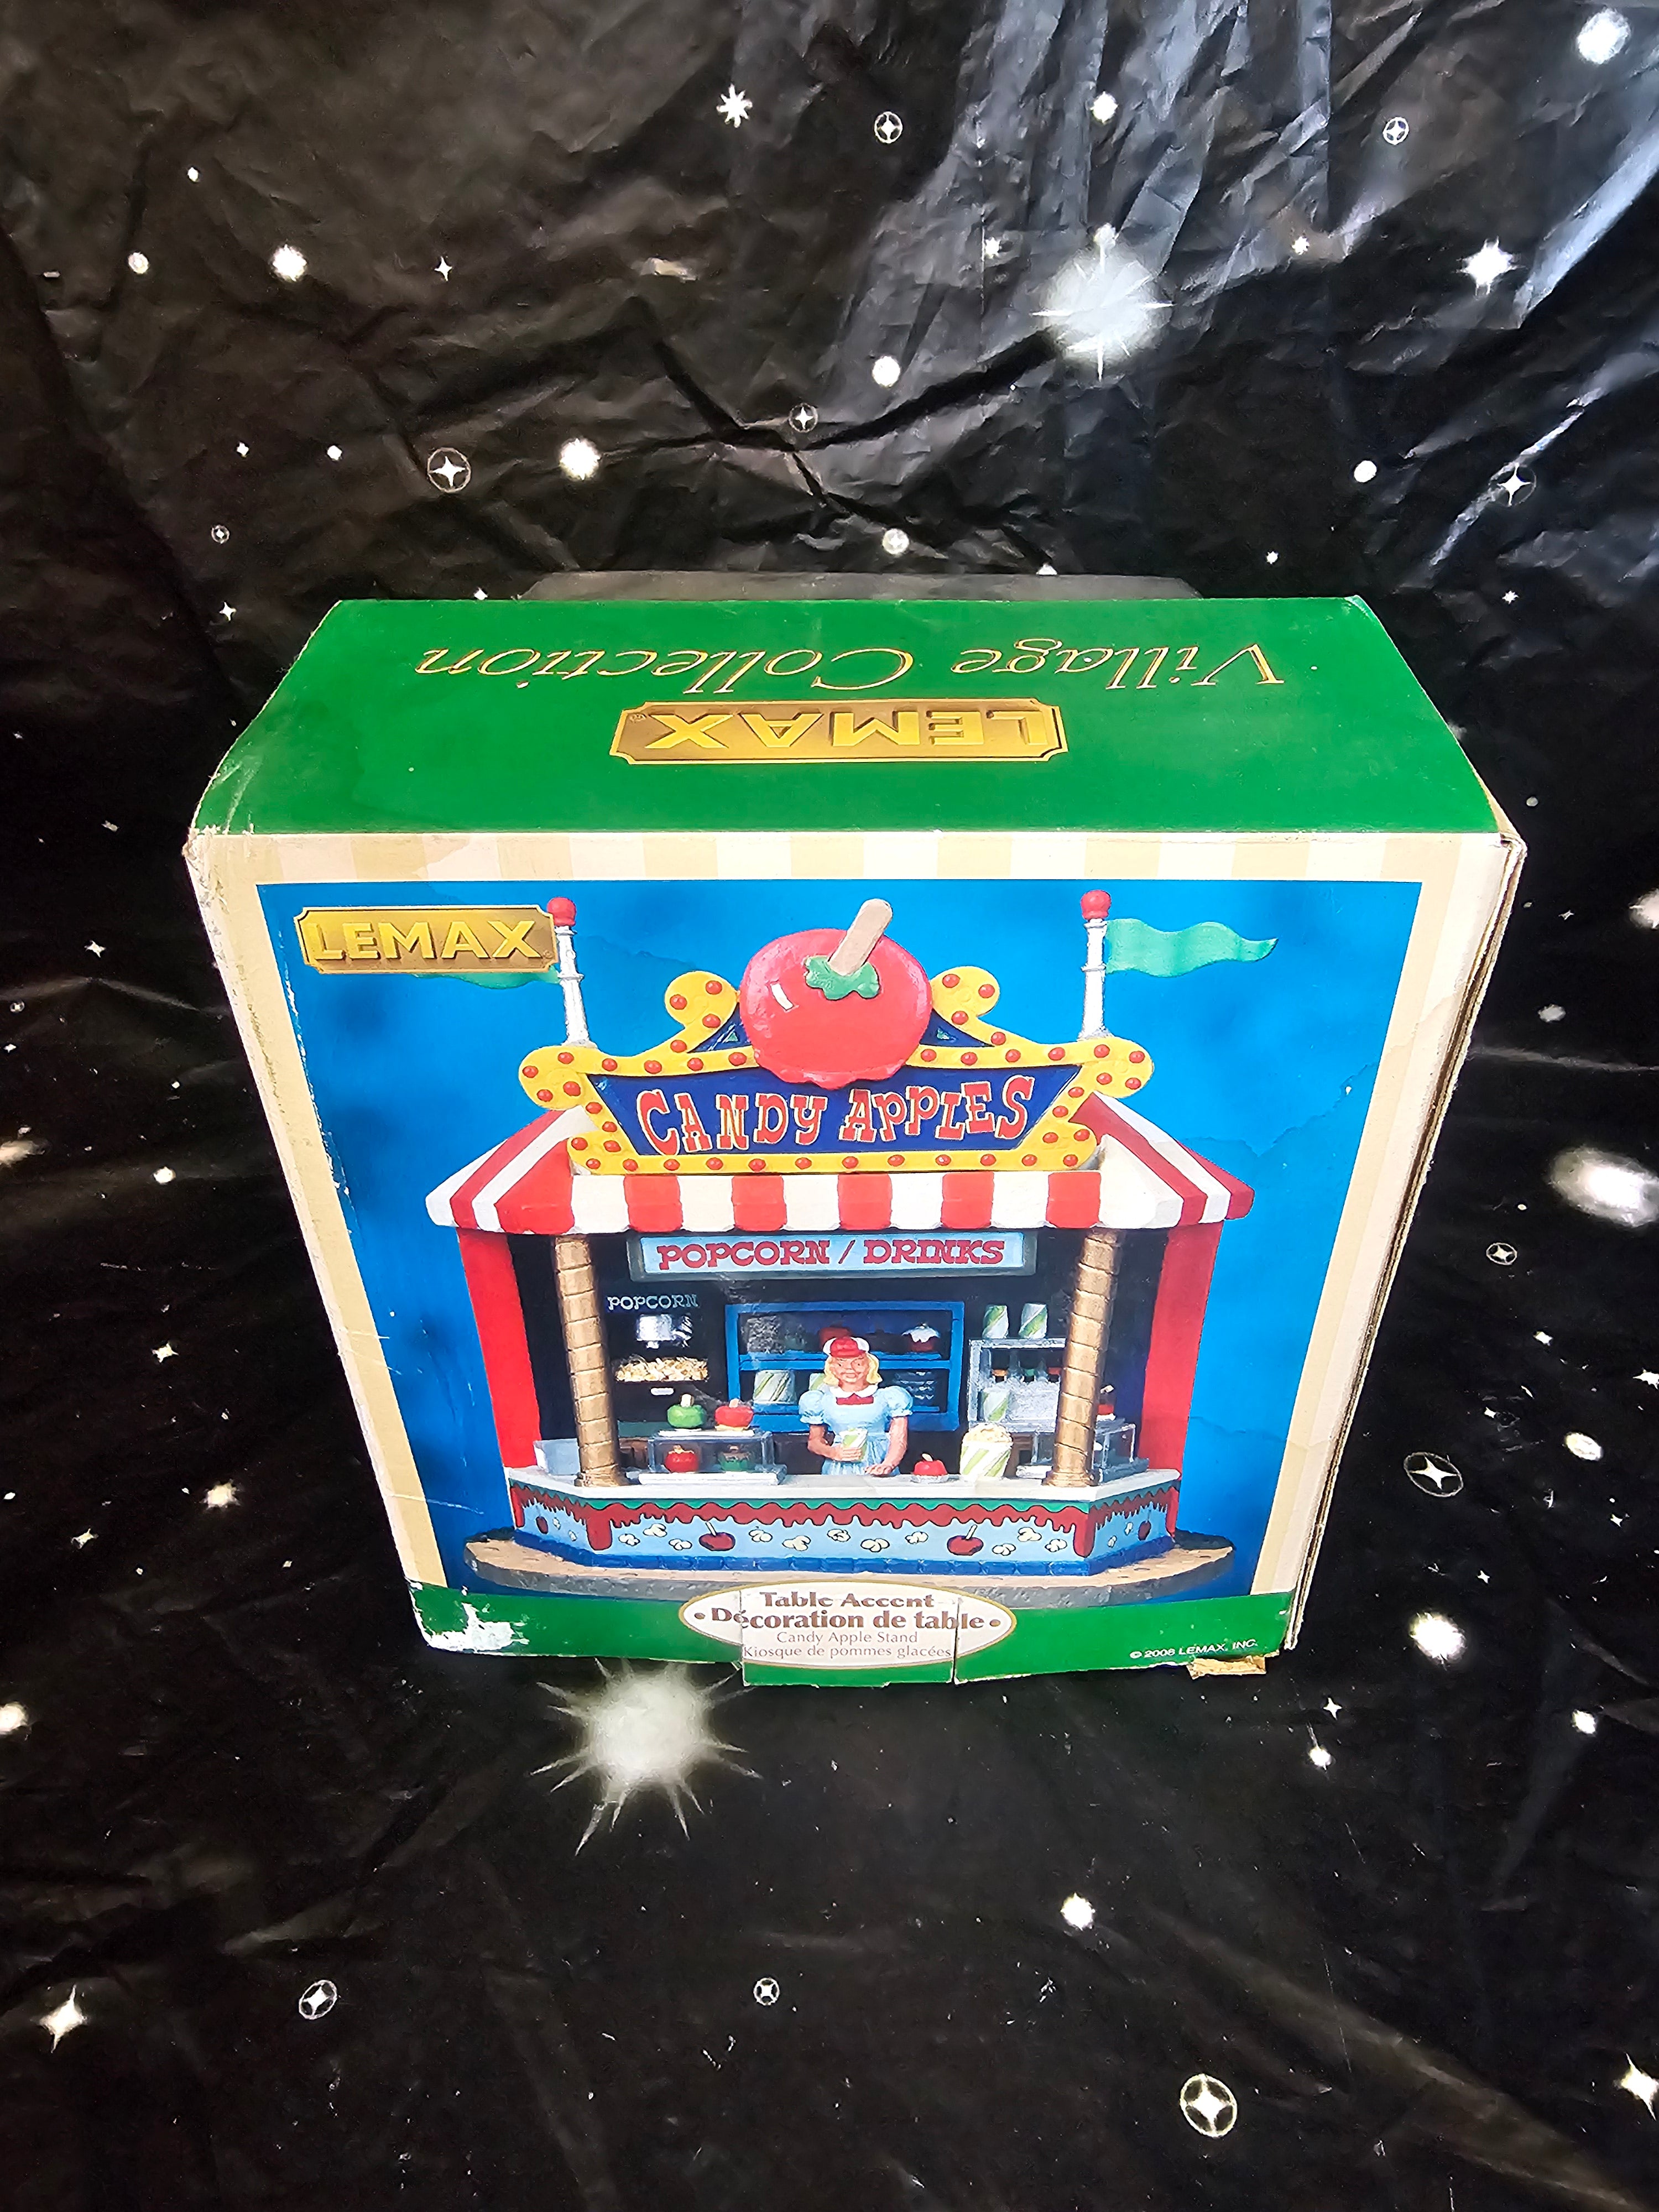 Village Collection
LEMAX®
LEMAX
CANDY APPLES
POPCORN / DRINKS
POPCORN
Table Accent
• Décoration de table •
Candy Apple Stand
Kiosque de pommes glacées
© 2008 LEMAX, INC.